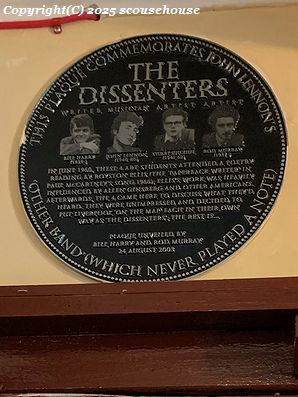 Copyright(C) 2025 scousehouse
THIS PLAQUE COMMEMORATES JOHN LENNON'S
THE
DISSENTERS
WRITER MUSICIAN ARTIST ARTIST
BILL HARRY JOHN LENNON STUART SUTCLIFFE ROD MURRAY
IN JUNE 1960, THESE 4 ART STUDENTS ATTENDED A POETRY
READING BY ROYSTON ELLIS (THE 'PAPERBACK WRITER' IN
PAUL McCARTNEY'S SONG 1966). ELLIS'S WORK WAS HEAVILY
INFLUENCED BY ALLEN GINSBERG AND OTHER AMERICANS.
AFTERWARDS, THE 4 CAME HERE TO DISCUSS WHAT THEY'D
HEARD. THEY WERE UNIMPRESSED AND DECIDED TO
PUT LIVERPOOL 'ON THE MAP' EACH IN THEIR OWN
WAY AS 'THE DISSENTERS'. THE REST IS...
PLAQUE UNVEILED BY
BILL HARRY AND ROD MURRAY
24 AUGUST 2003
OTHER BAND (WHICH NEVER PLAYED A NOTE)